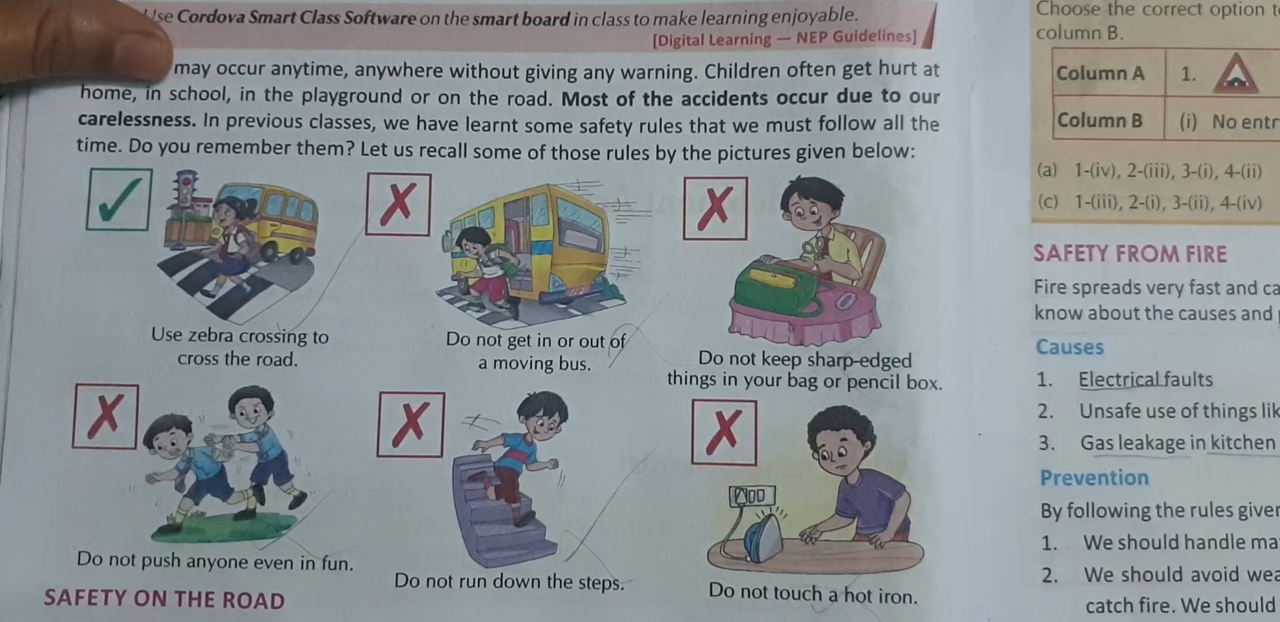 Use Cordova Smart Class Software on the smart board in class to make learning enjoyable.
[Digital Learning — NEP Guidelines]
may occur anytime, anywhere without giving any warning. Children often get hurt at
home, in school, in the playground or on the road. Most of the accidents occur due to our
carelessness. In previous classes, we have learnt some safety rules that we must follow all the
time. Do you remember them? Let us recall some of those rules by the pictures given below:
Use zebra crossing to
cross the road.
Do not get in or out of
a moving bus.
Do not keep sharp-edged
things in your bag or pencil box.
Do not push anyone even in fun.
Do not run down the steps.
Do not touch a hot iron.
SAFETY ON THE ROAD
Choose the correct option
column B.
Column A 1.
Column B (i) No
(a) 1-(iv), 2-(iii), 3-(i), 4-(ii)
(c) 1-(iii), 2-(i), 3-(ii), 4-(iv)
SAFETY FROM FIRE
Fire spreads very fast and
know about the causes and
Causes
1. Electrical faults
2. Unsafe use of things
3. Gas leakage in kitchen
Prevention
By following the rules
1. We should handle
2. We should avoid
catch fire. We should